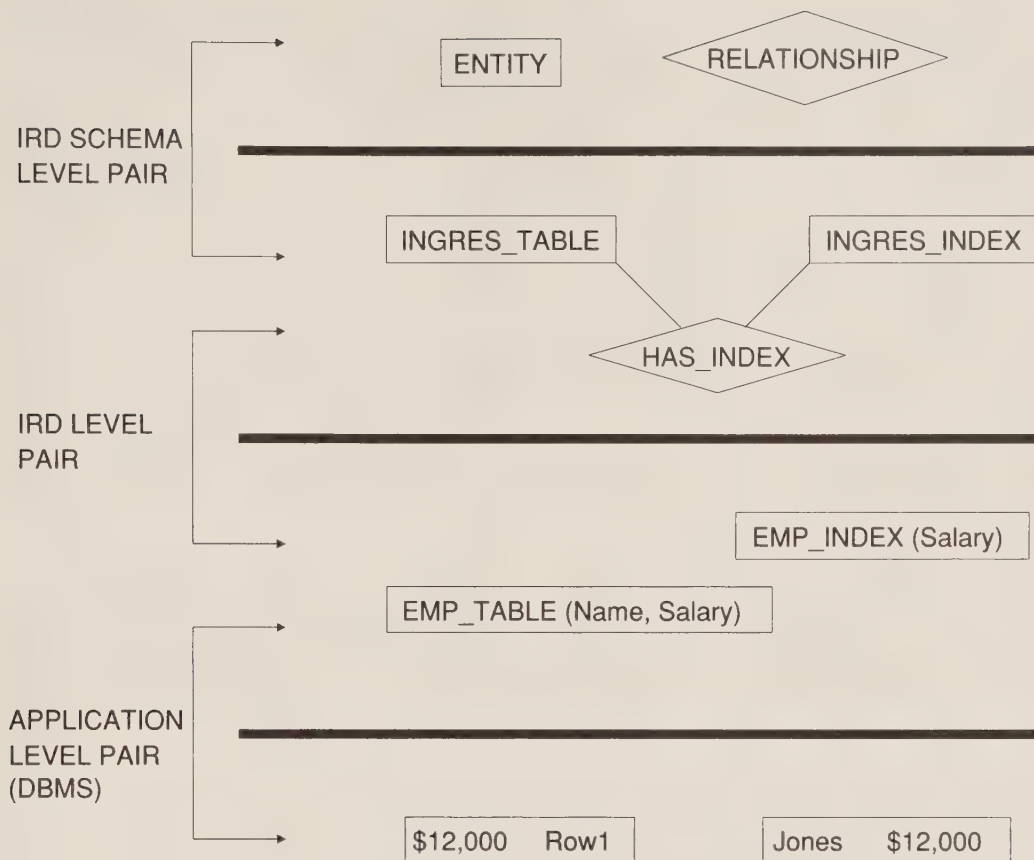 ENTITY
RELATIONSHIP
IRD SCHEMA
LEVEL PAIR
INGRES_TABLE
INGRES_INDEX
HAS_INDEX
IRD LEVEL
PAIR
EMP_INDEX (Salary)
EMP_TABLE (Name, Salary)
APPLICATION
LEVEL PAIR
(DBMS)
$12,000 Row1
Jones $12,000